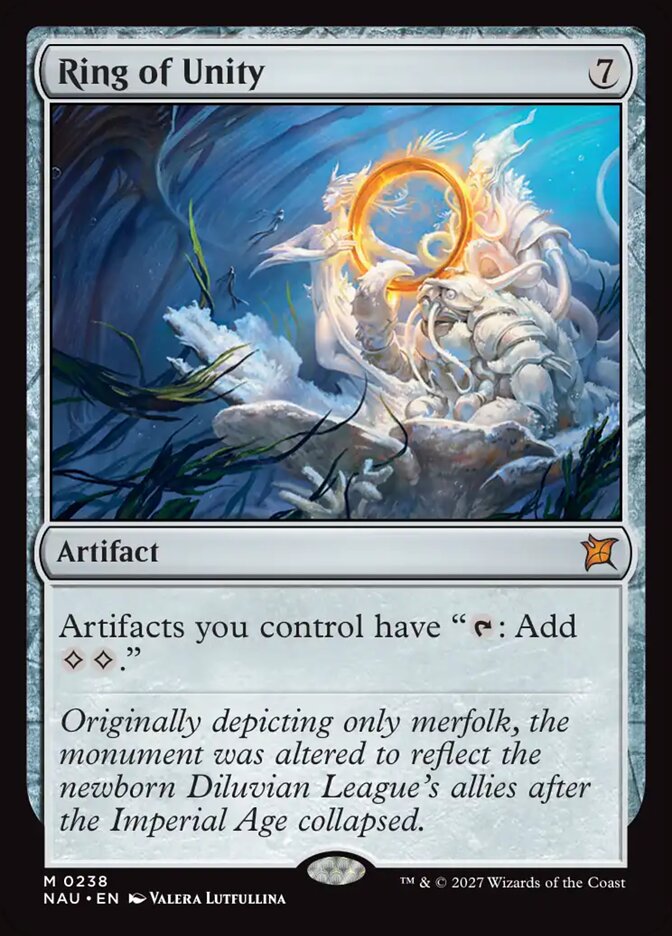 Ring of Unity 7
Artifact
Artifacts you control have “: Add
.”
Originally depicting only merfolk, the
monument was altered to reflect the
newborn Diluvian League’s allies after
the Imperial Age collapsed.
M 0238
NAU • EN Valera Lutfullina
™ & © 2027 Wizards of the Coast